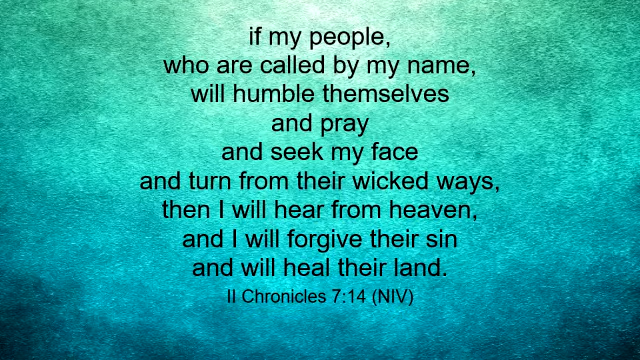 if my people,
who are called by my name,
will humble themselves
and pray
and seek my face
and turn from their wicked ways,
then I will hear from heaven,
and I will forgive their sin
and will heal their land.
II Chronicles 7:14 (NIV)